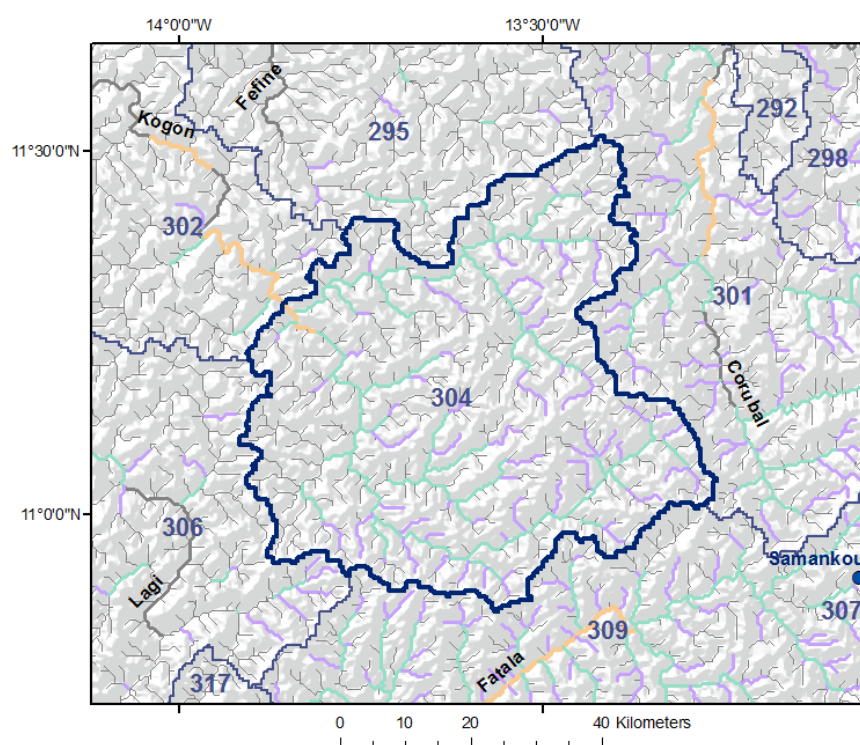 14°0'0"W
13°30'0"W
Fefine
292
Kogon
295
11°30'0"N
298
302
301
Corubal
304
11°0'0"N
306
Samankou
Lagi
307
309
Fatala
317
0 10 20 40 Kilometers